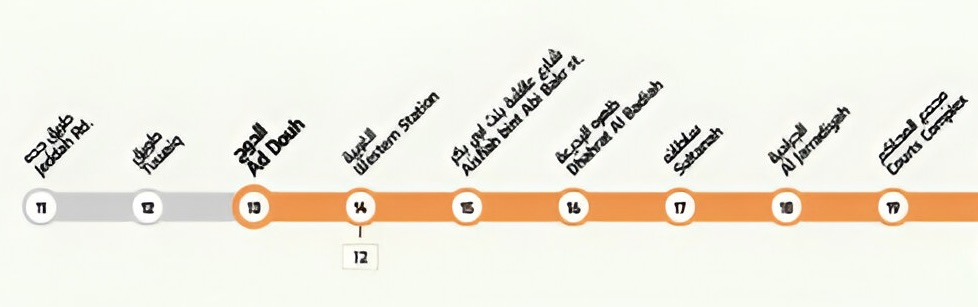 طريق جدة
Jeddah Rd.
طويق
Tuwaiq
الدوح
Ad Douh
Western Station
شارع عائشة بنت أبي بكر
Aishah bint Abi Bakr st.
ظهرة البديعة
Dhahrat Al Badiah
سلطانة
Sultanah
الجرادية
Al Jarradiyah
مجمع المحاكم
Courts Complex
11
12
13
14
15
16
17
18
19
12